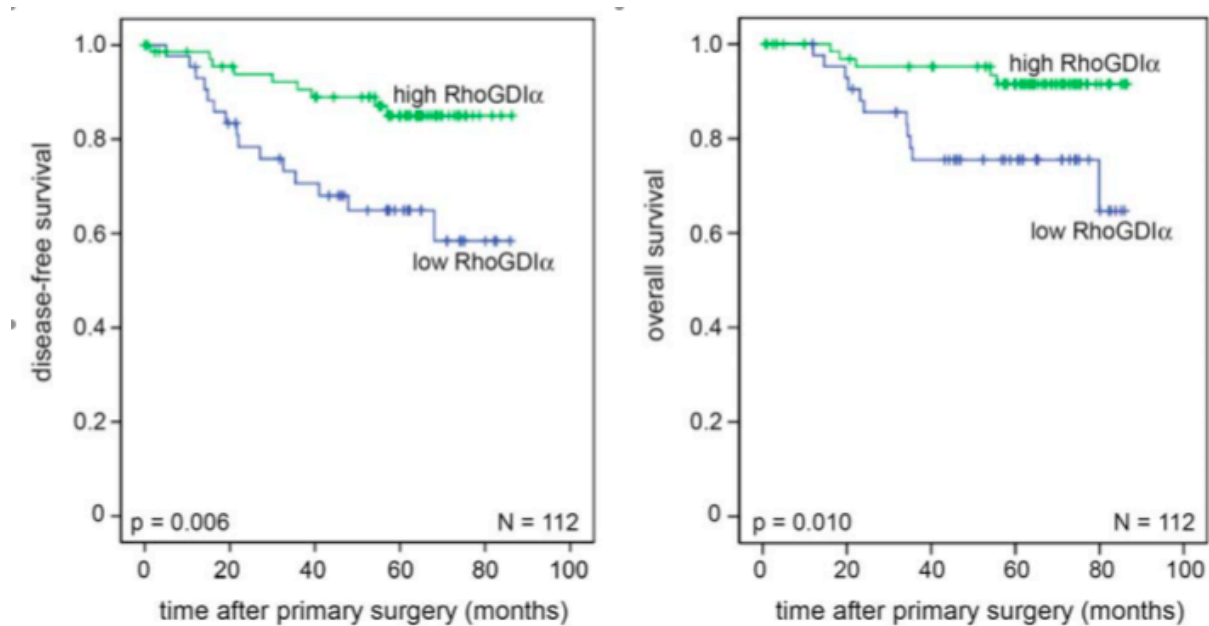 1.0
0.8
0.6
0.4
0.2
0
disease-free survival
high RhoGDIα
low RhoGDIα
p = 0.006
N = 112
0 20 40 60 80 100
time after primary surgery (months)
1.0
0.8
0.6
0.4
0.2
0
overall survival
high RhoGDIα
low RhoGDIα
p = 0.010
N = 112
0 20 40 60 80 100
time after primary surgery (months)